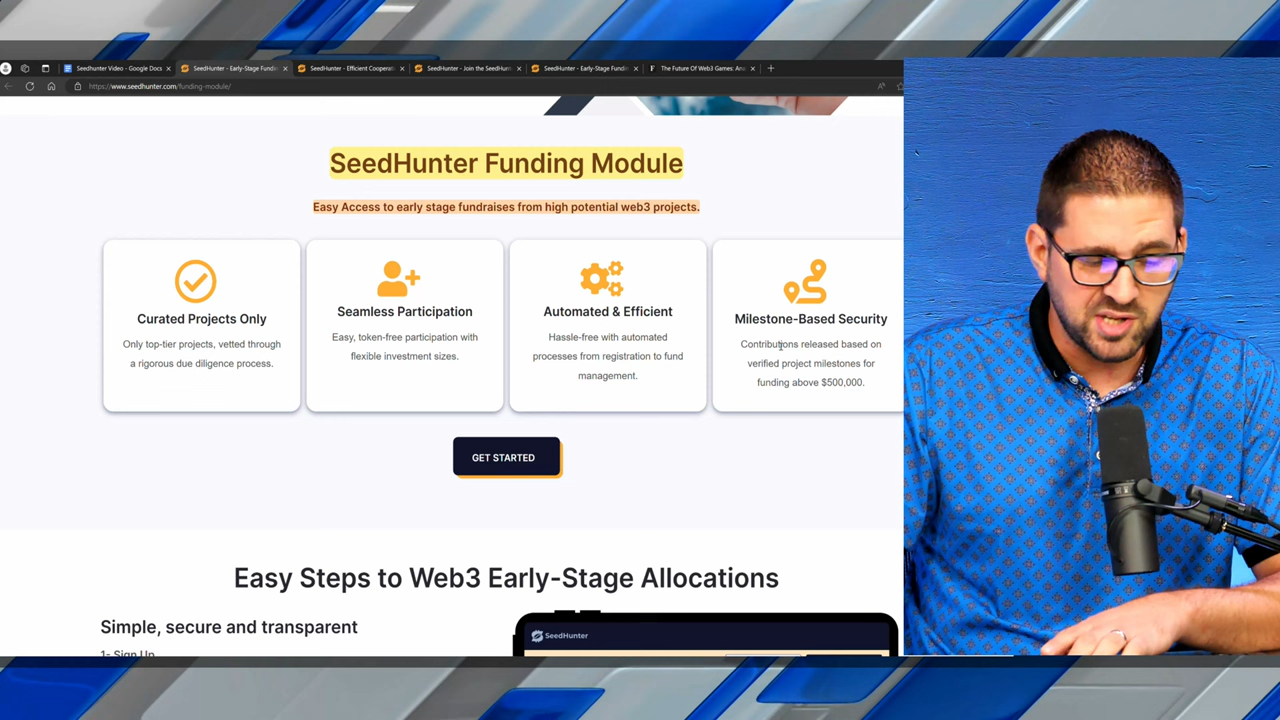 Seedhunter Video - Google Docs
SeedHunter - Early-Stage Fundi
SeedHunter - Efficient Cooperat
SeedHunter - Join the SeedHun
SeedHunter - Early-Stage Fundi
The Future Of Web3 Games: An
https://www.seedhunter.com/funding-module/
SeedHunter Funding Module
Easy Access to early stage fundraises from high potential web3 projects.
Curated Projects Only
Only top-tier projects, vetted through
a rigorous due diligence process.
Seamless Participation
Easy, token-free participation with
flexible investment sizes.
Automated & Efficient
Hassle-free with automated
processes from registration to fund
management.
Milestone-Based Security
Contributions released based on
verified project milestones for
funding above $500,000.
GET STARTED
Easy Steps to Web3 Early-Stage Allocations
Simple, secure and transparent
1- Sign Up
SeedHunter